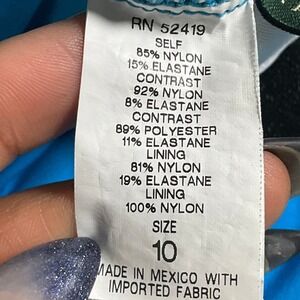 RN 52419
SELF
85% NYLON
15% ELASTANE
CONTRAST
92% NYLON
8% ELASTANE
CONTRAST
89% POLYESTER
11% ELASTANE
LINING
81% NYLON
19% ELASTANE
LINING
100% NYLON
SIZE
10
MADE IN MEXICO WITH
IMPORTED FABRIC